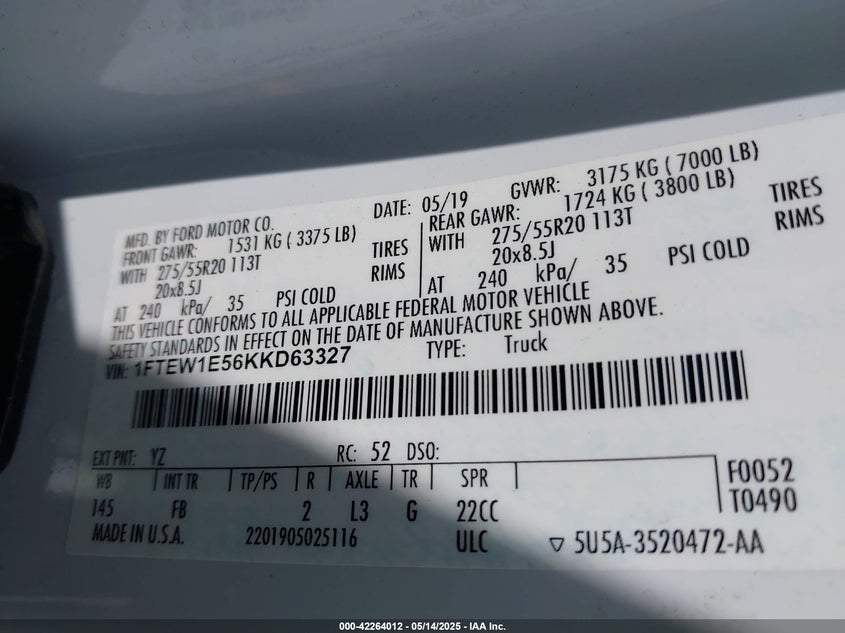 MFD. BY FORD MOTOR CO. DATE: 05/19 GVWR: 3175 KG ( 7000 LB)
FRONT GAWR: 1531 KG ( 3375 LB) REAR GAWR: 1724 KG ( 3800 LB)
WITH 275/55R20 113T TIRES WITH 275/55R20 113T TIRES
20x8.5J RIMS 20x8.5J RIMS
AT 240 kPa/ 35 PSI COLD AT 240 kPa/ 35 PSI COLD
THIS VEHICLE CONFORMS TO ALL APPLICABLE FEDERAL MOTOR VEHICLE
SAFETY STANDARDS IN EFFECT ON THE DATE OF MANUFACTURE SHOWN ABOVE.
VIN: 1FTEW1E56KKD63327 TYPE: Truck
EXT PNT: YZ RC: 52 DSO:
WB INT TR TP/PS R AXLE TR SPR F0052
145 FB 2 L3 G 22CC T0490
MADE IN U.S.A. 2201905025116 ULC ▽ 5U5A-3520472-AA
000-42264012 - 05/14/2025 - IAA Inc.